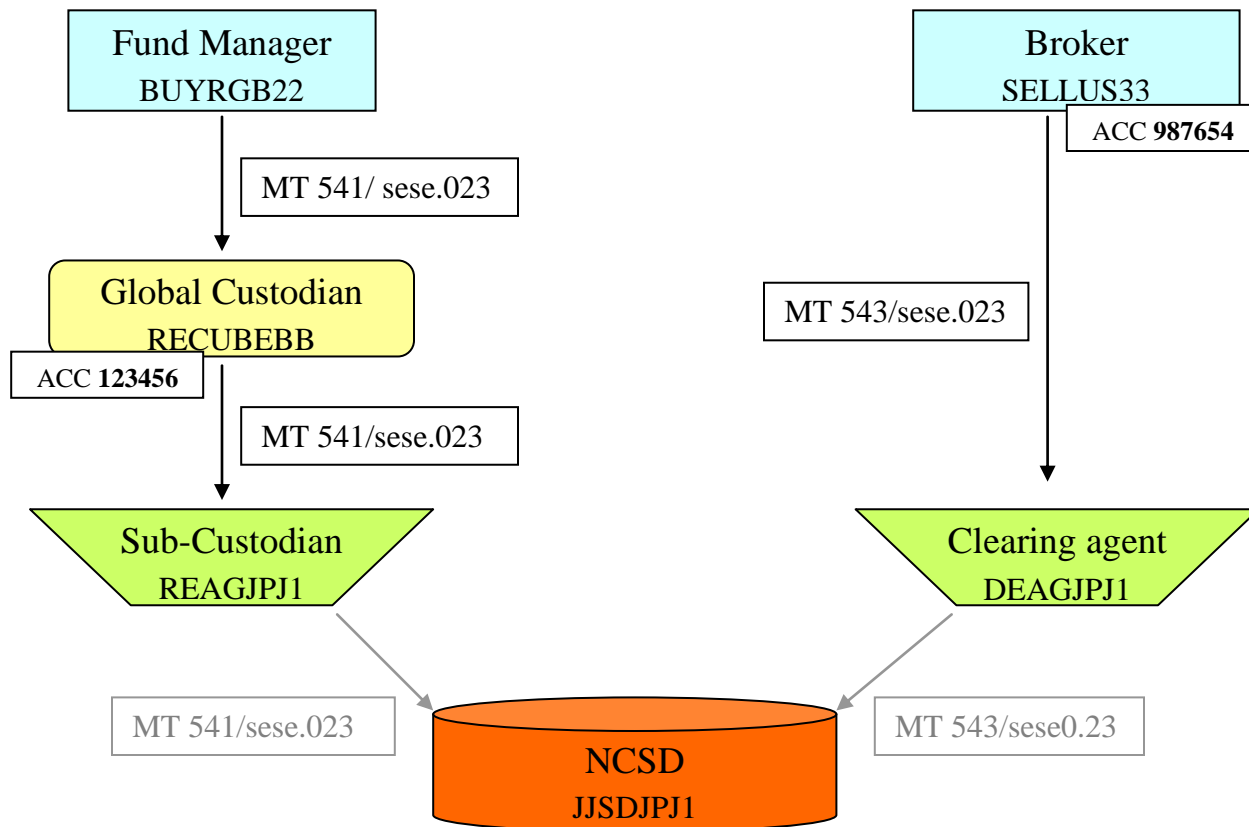 Fund Manager
BUYRGB22
Broker
SELLUS33
ACC 987654
MT 541/ sese.023
Global Custodian
RECUBEBB
ACC 123456
MT 543/sese.023
MT 541/sese.023
Sub-Custodian
REAGJPJ1
Clearing agent
DEAGJPJ1
MT 541/sese.023
MT 543/sese0.23
NCSD
JJSDJPJ1